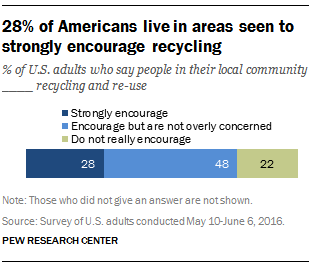 28% of Americans live in areas seen to
strongly encourage recycling
% of U.S. adults who say people in their local community
_____ recycling and re-use
Strongly encourage
Encourage but are not overly concerned
Do not really encourage
28 48 22
Note: Those who did not give an answer are not shown.
Source: Survey of U.S. adults conducted May 10-June 6, 2016.
PEW RESEARCH CENTER